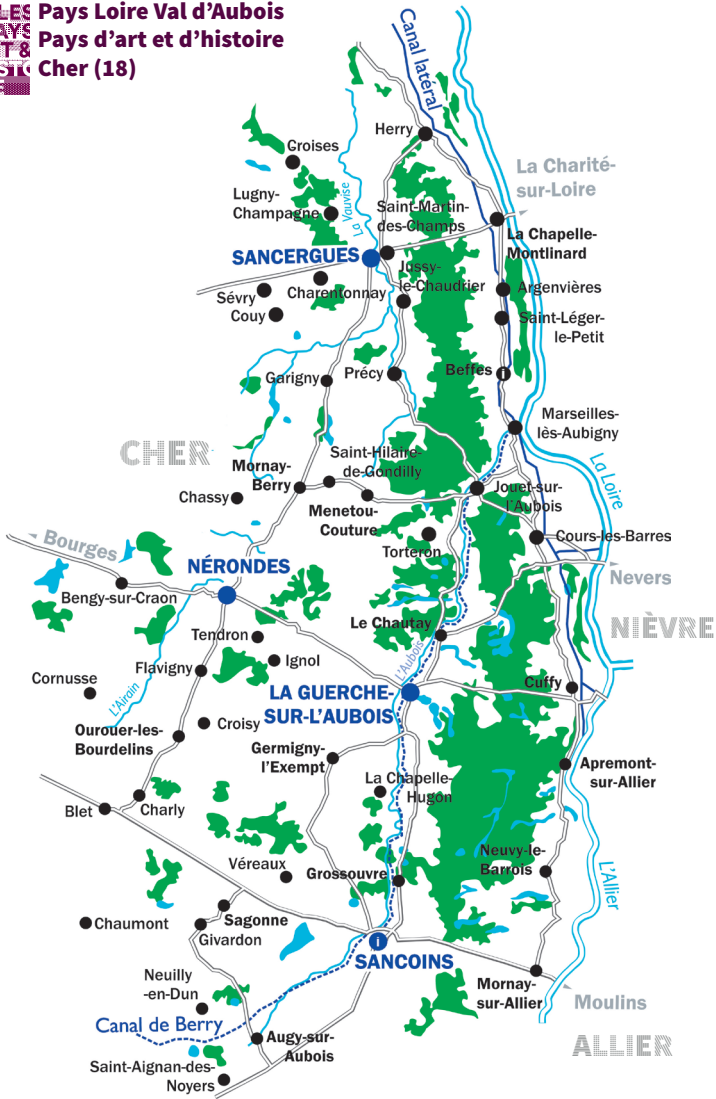 Pays Loire Val d’Aubois
Pays d’art et d’histoire
Cher (18)
Canal latéral
Herry
Croises
La Charité-
sur-Loire
Lugny-
Champagne
La Vauvise
Saint-Martin-
des-Champs
La Chapelle-
Montlinard
SANCERGUES
Jussy-
le-Chaudrier
Sévry
Charentonnay
Argenvières
Couy
Saint-Léger-
le-Petit
Garigny
Précy
Beffes
i
Marseilles-
lès-Aubigny
CHER
Saint-Hilaire-
de-Gondilly
La Loire
Mornay-
Berry
Chassy
Jouet-sur-
l’Aubois
Menetou-
Couture
Torteron
Cours-les-Barres
Bourges
NÉRONDES
Nevers
Bengy-sur-Craon
Le Chautay
NIÈVRE
Tendron
Ignol
L’Aubois
Flavigny
Cornusse
LA GUERCHE-
SUR-L’AUBOIS
Cuffy
L’Airain
Croisy
Ourouer-les-
Bourdelins
Germigny-
l’Exempt
Apremont-
sur-Allier
La Chapelle-
Hugon
Blet
Charly
Véreaux
Grossouvre
Neuvy-le-
Barrois
L’Allier
Chaumont
Sagonne
Givardon
i
SANCOINS
Neuilly
-en-Dun
Mornay-
sur-Allier
Moulins
Canal de Berry
Augy-sur-
Aubois
ALLIER
Saint-Aignan-des-
Noyers